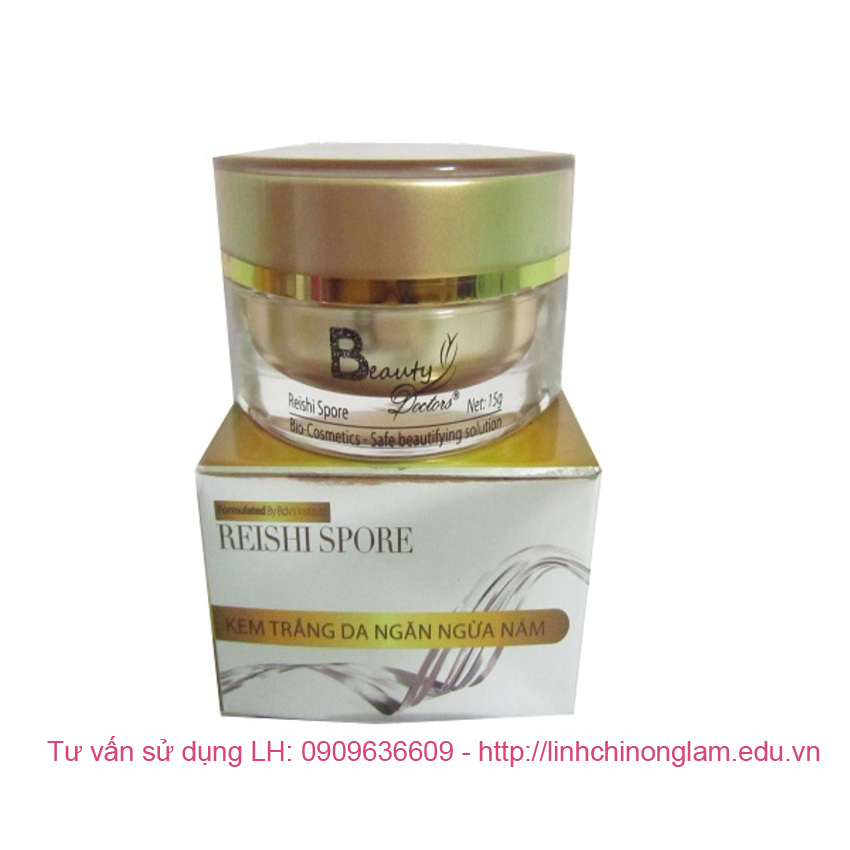 Beauty
Doctors®
Reishi Spore
Net: 15g
Bio-Cosmetics - Safe beautifying solution
Formulated By Bdv's Institute
REISHI SPORE
KEM TRẮNG DA NGĂN NGỪA NÁM
Tư vấn sử dụng LH: 0909636609 - http://linhchinonglam.edu.vn